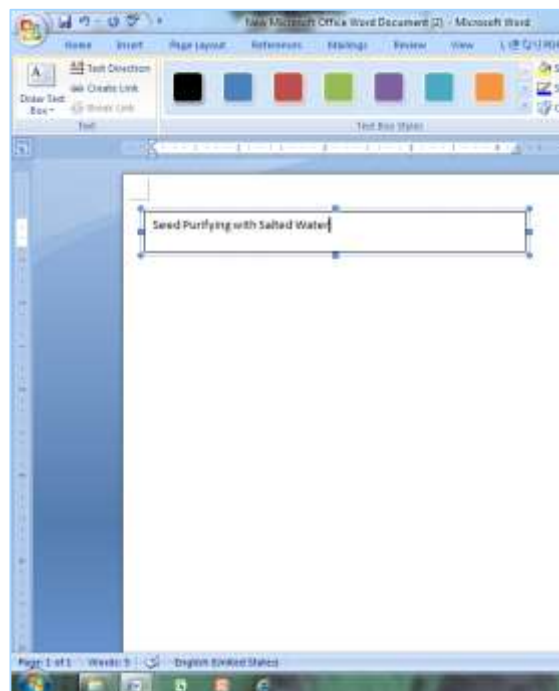 New Microsoft Office Word Document (2) - Microsoft Word
Home Insert Page Layout References Mailings Review View
A
Draw Text Box
Text Direction
Create Link
Break Link
Text
Text Box Styles
Seed Purifying with Salted Water
Page: 1 of 1 Words: 5 English (United States)